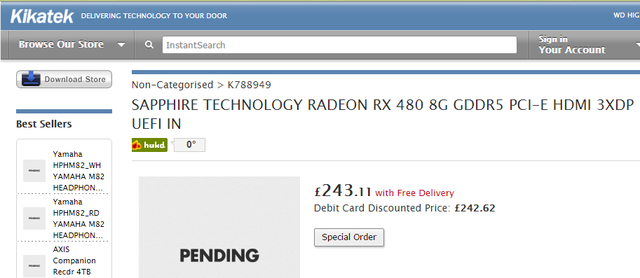 Kikatek DELIVERING TECHNOLOGY TO YOUR DOOR
WD HIG
Browse Our Store
InstantSearch
Sign in
Your Account
Download Store
Best Sellers
Yamaha
HPHM82_WH
YAMAHA M82
HEADPHON...
Yamaha
HPHM82_RD
YAMAHA M82
HEADPHON...
AXIS
Companion
Recdr 4TB
Non-Categorised > K788949
SAPPHIRE TECHNOLOGY RADEON RX 480 8G GDDR5 PCI-E HDMI 3XDP
UEFI IN
hukd 0°
PENDING
£243.11 with Free Delivery
Debit Card Discounted Price: £242.62
Special Order